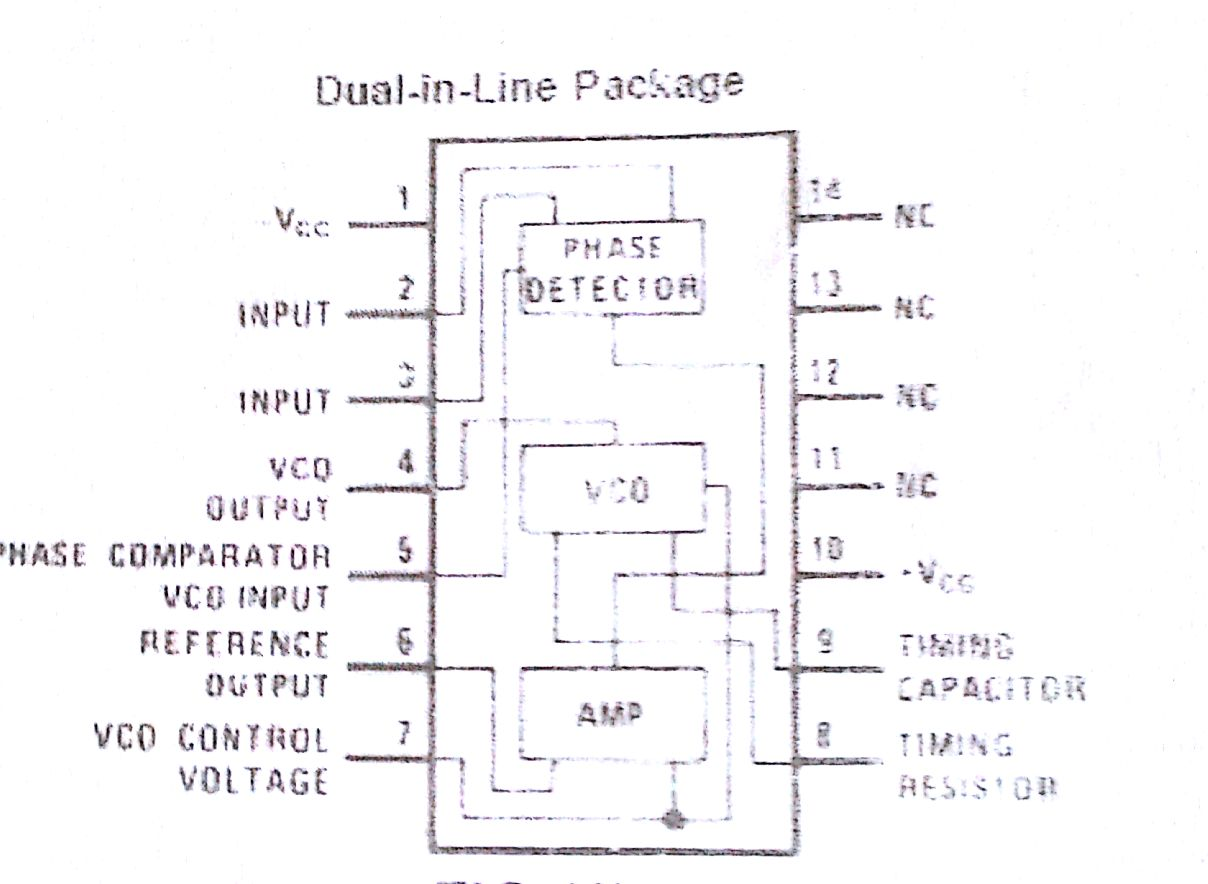 Dual-in-Line Package
1
VCC
2
INPUT
3
INPUT
4
VCO
OUTPUT
5
PHASE COMPARATOR
VCO INPUT
6
REFERENCE
OUTPUT
7
VCO CONTROL
VOLTAGE
PHASE
DETECTOR
VCO
AMP
14
NC
13
NC
12
NC
11
NC
10
VCC
9
TIMING
CAPACITOR
8
TIMING
RESISTOR